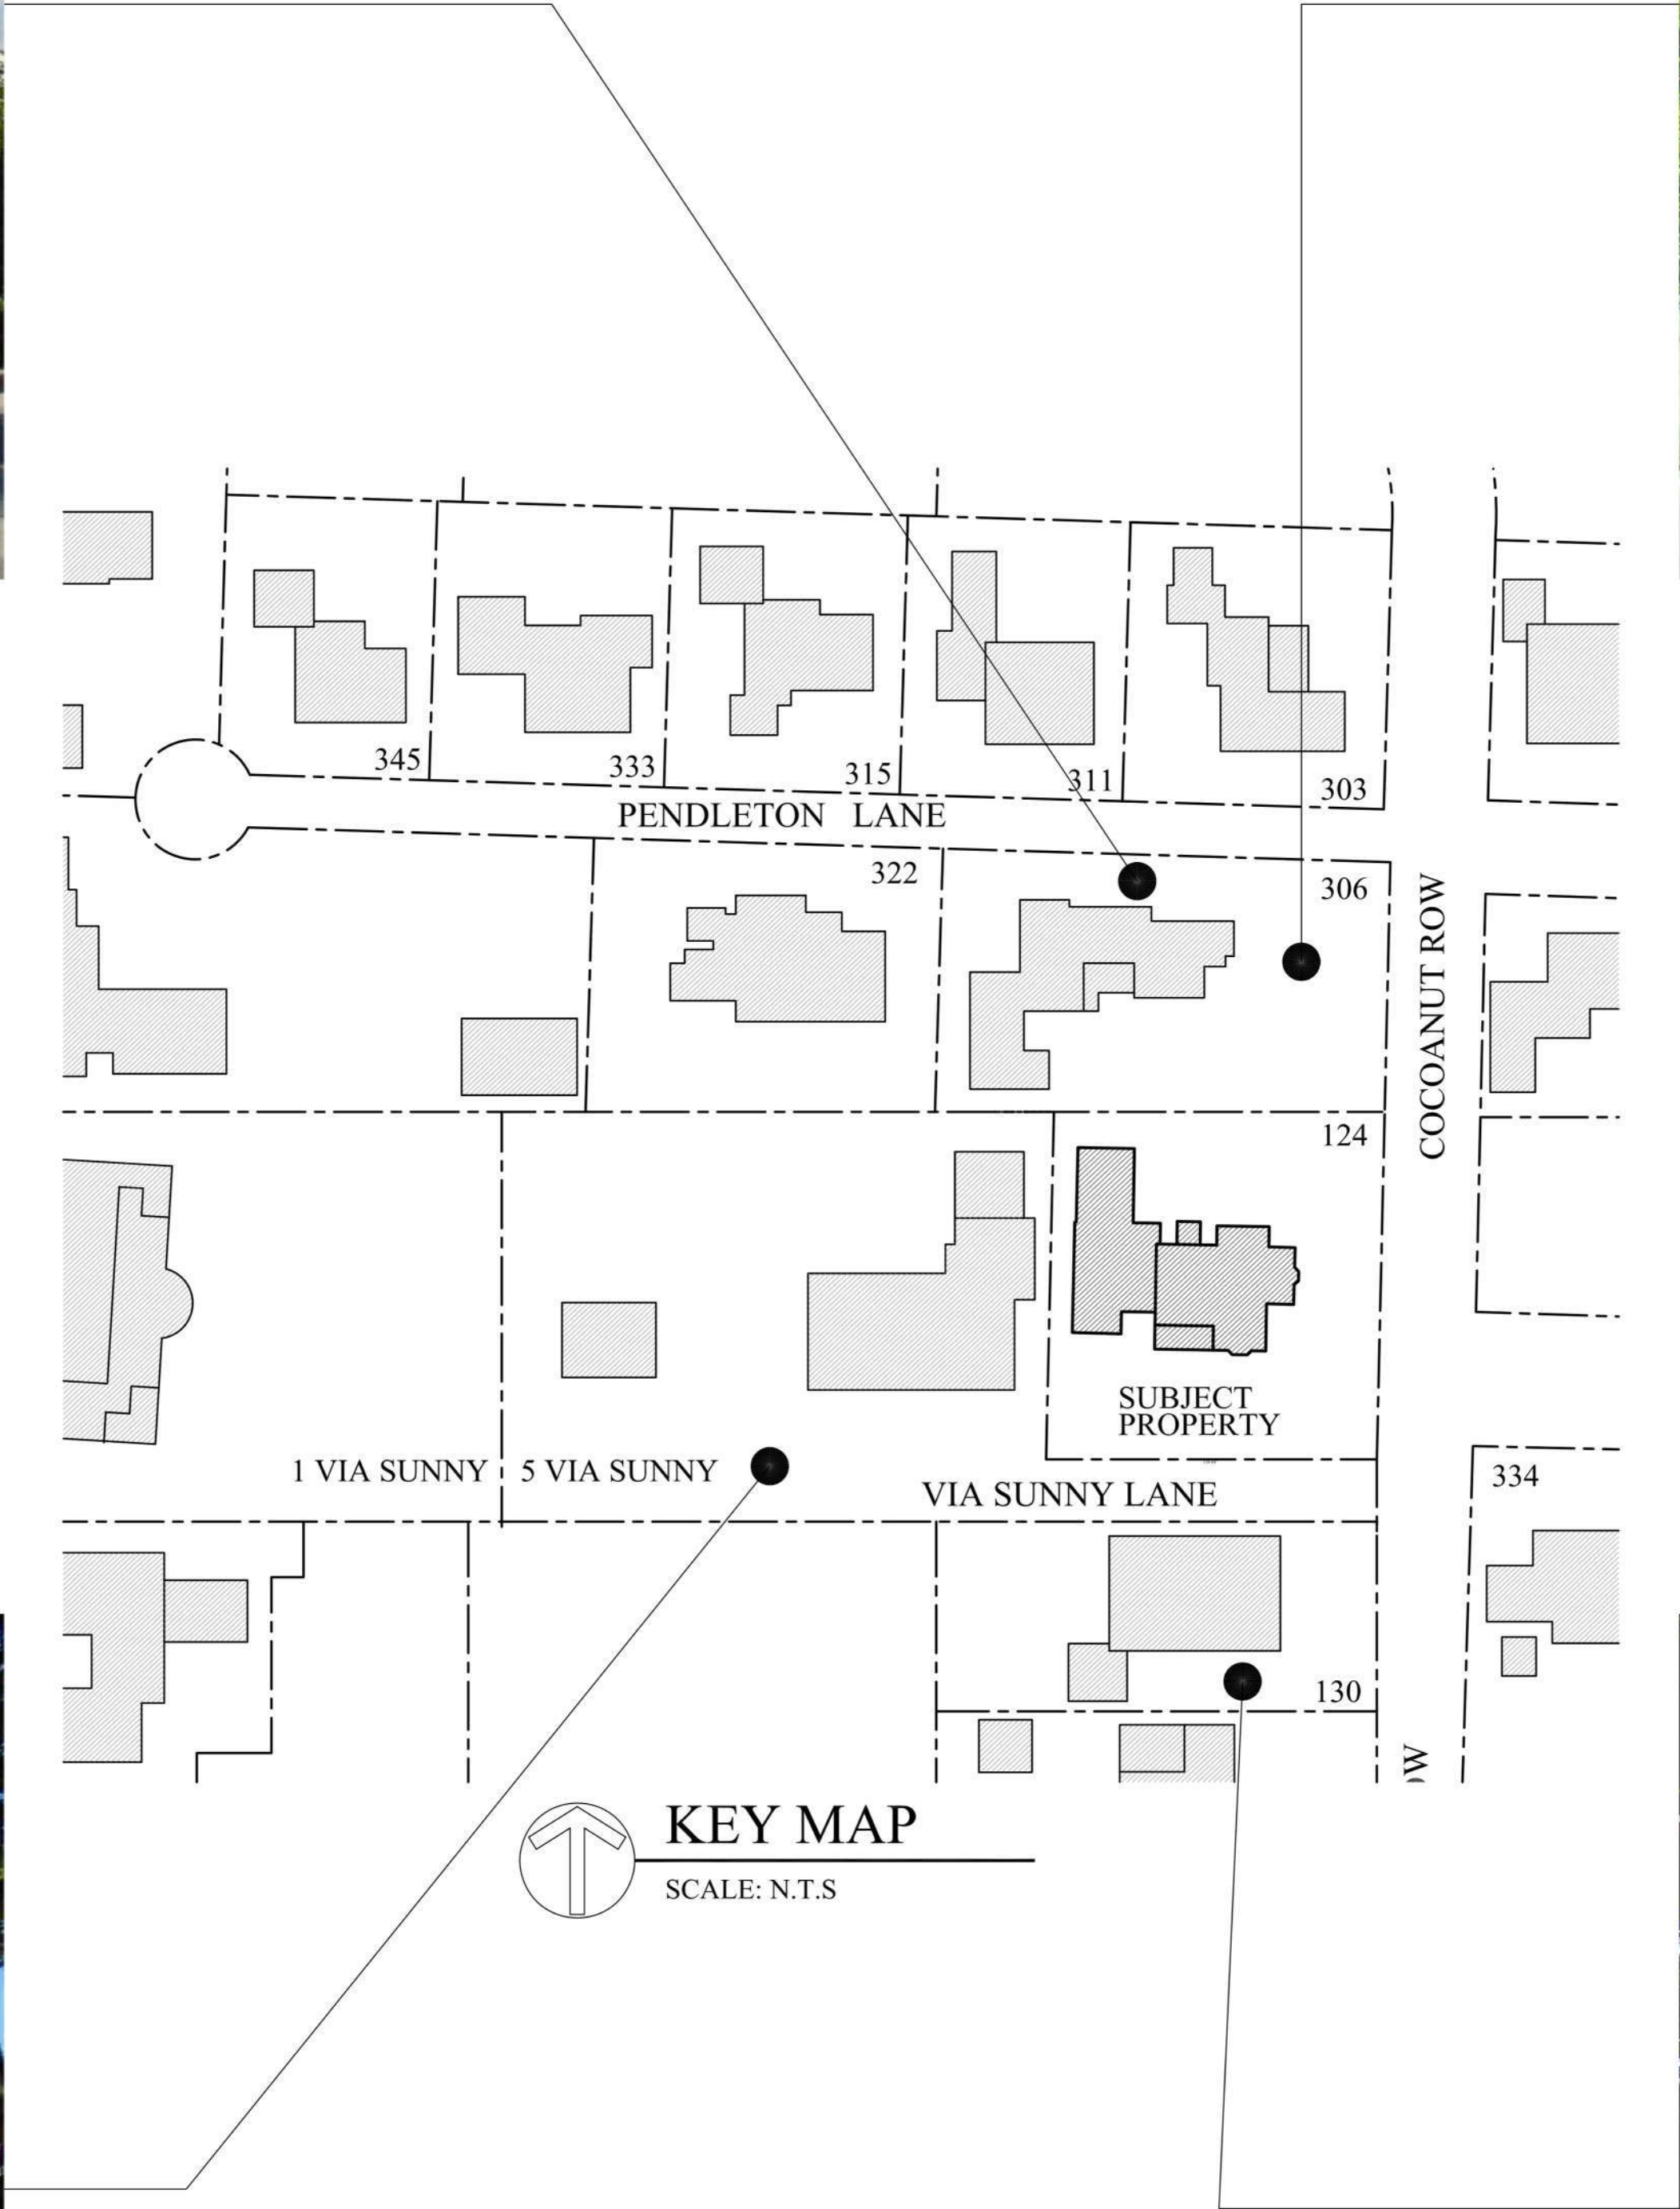 345
333
315
311
303
PENDLETON LANE
322
306
COCOANUT ROW
124
SUBJECT
PROPERTY
1 VIA SUNNY
5 VIA SUNNY
334
VIA SUNNY LANE
130
OW
KEY MAP
SCALE: N.T.S